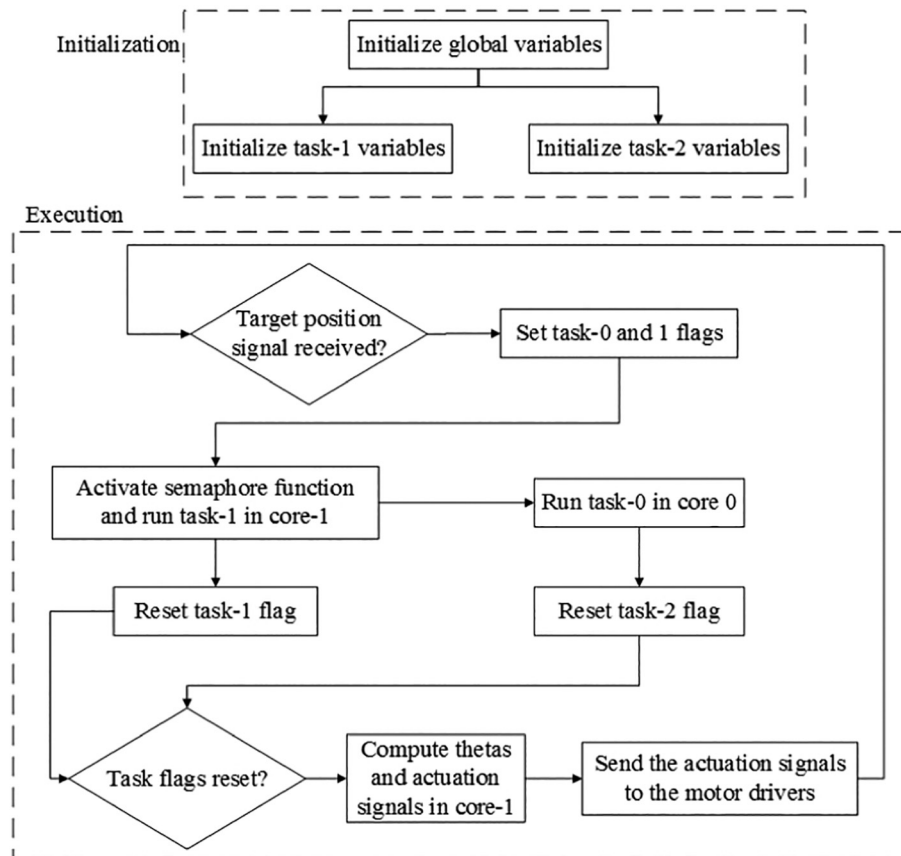 Initialization
Initialize global variables
Initialize task-1 variables
Initialize task-2 variables
Execution
Target position
signal received?
Set task-0 and 1 flags
Activate semaphore function
and run task-1 in core-1
Run task-0 in core 0
Reset task-1 flag
Reset task-2 flag
Task flags reset?
Compute thetas
and actuation
signals in core-1
Send the actuation signals
to the motor drivers